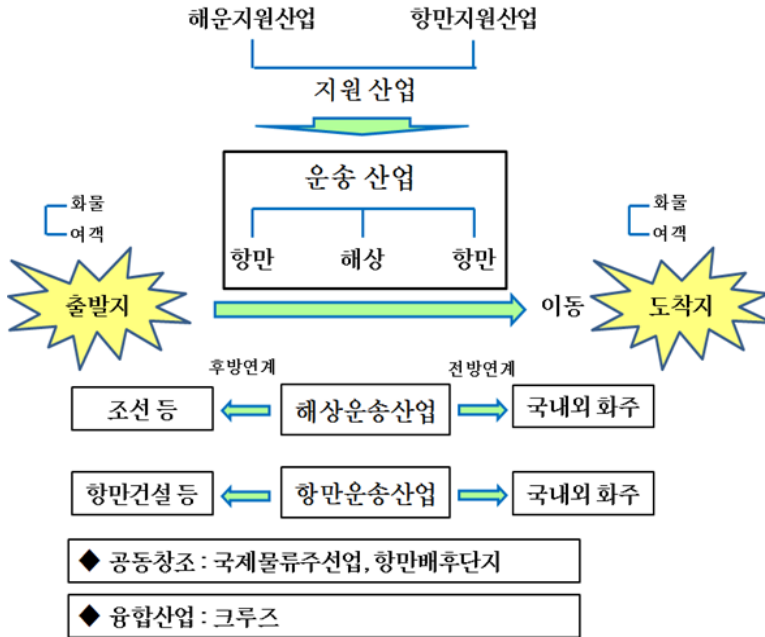 해운지원산업 항만지원산업
지원 산업
운송 산업
항만 해상 항만
화물
여객
출발지
화물
여객
이동 도착지
후방연계 전방연계
조선 등 해상운송산업 국내외 화주
항만건설 등 항만운송산업 국내외 화주
◆ 공동창조 : 국제물류주선업, 항만배후단지
◆ 융합산업 : 크루즈